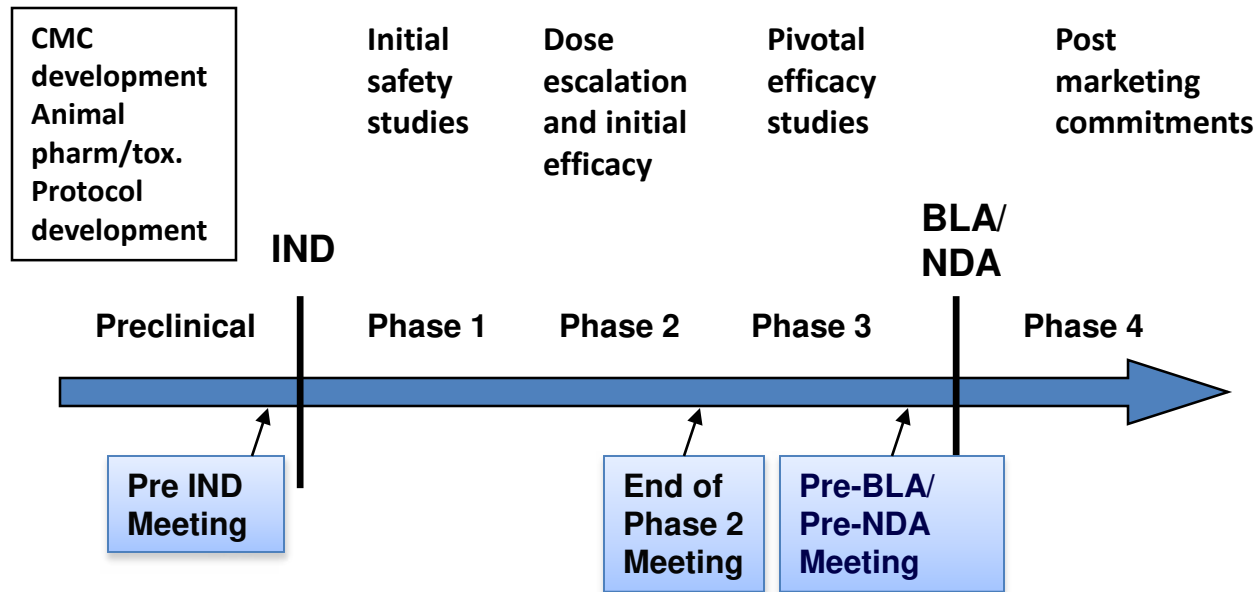 CMC
development
Animal
pharm/tox.
Protocol
development
Initial
safety
studies
Dose
escalation
and initial
efficacy
Pivotal
efficacy
studies
Post
marketing
commitments
IND
BLA/
NDA
Preclinical
Phase 1
Phase 2
Phase 3
Phase 4
Pre IND
Meeting
End of
Phase 2
Meeting
Pre-BLA/
Pre-NDA
Meeting